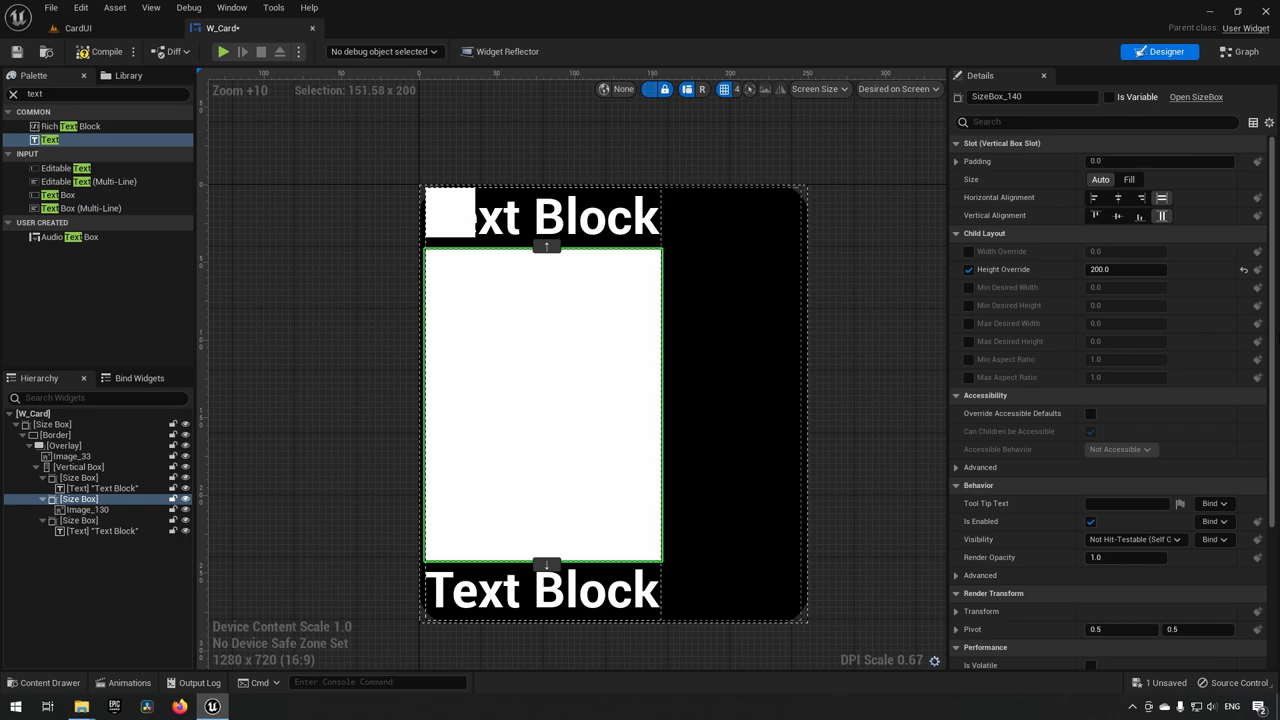 File Edit Asset View Debug Window Tools Help
CardUI
W_Card*
Parent class: User Widget
Compile Diff No debug object selected Widget Reflector Designer Graph
Palette Library
text
COMMON
Rich Text Block
Text
INPUT
Editable Text
Editable Text (Multi-Line)
Text Box
Text Box (Multi-Line)
USER CREATED
Audio Text Box
Hierarchy Bind Widgets
Search Widgets
[W_Card]
[Size Box]
[Border]
[Overlay]
Image_33
[Vertical Box]
[Size Box]
[Text] "Text Block"
[Size Box]
Image_130
[Size Box]
[Text] "Text Block"
100 50 0 50 100 150 200 250 300
Zoom +10 Selection: 151.58 x 200
None R 4 Screen Size Desired on Screen
xt Block
Text Block
Device Content Scale 1.0
No Device Safe Zone Set
1280 x 720 (16:9)
DPI Scale 0.67
Details
SizeBox_140 Is Variable Open SizeBox
Search
Slot (Vertical Box Slot)
Padding 0.0
Size Auto Fill
Horizontal Alignment
Vertical Alignment
Child Layout
Width Override 0.0
Height Override 200.0
Min Desired Width 0.0
Min Desired Height 0.0
Max Desired Width 0.0
Max Desired Height 0.0
Min Aspect Ratio 1.0
Max Aspect Ratio 1.0
Accessibility
Override Accessible Defaults
Can Children be Accessible
Accessible Behavior Not Accessible
Advanced
Behavior
Tool Tip Text Bind
Is Enabled Bind
Visibility Not Hit-Testable (Self C Bind
Render Opacity 1.0
Advanced
Render Transform
Transform
Pivot 0.5 0.5
Performance
Is Volatile
Content Drawer Animations Output Log Cmd Enter Console Command 1 Unsaved Source Control
ENG